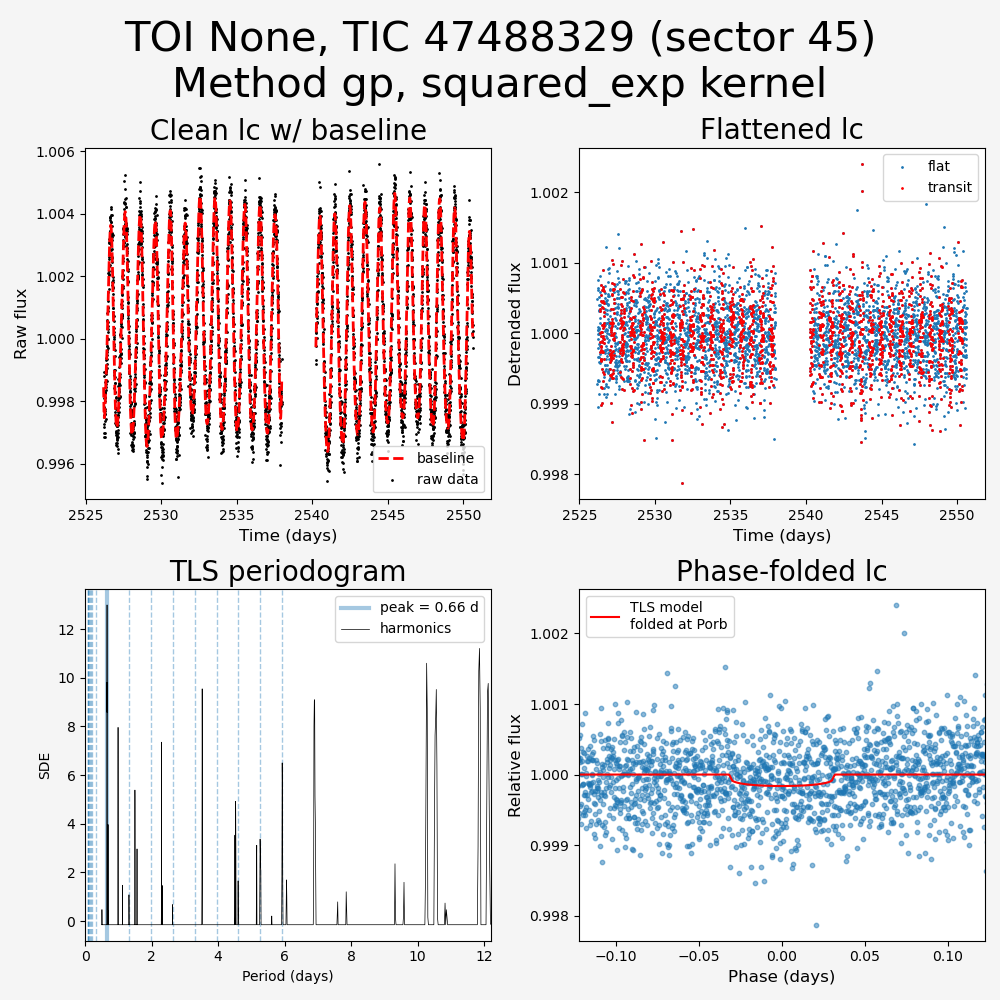 TOI None, TIC 47488329 (sector 45)
Method gp, squared_exp kernel
Clean lc w/ baseline
1.006
1.004
1.002
1.000
0.998
0.996
Raw flux
baseline
raw data
2525
2530
2535
2540
2545
2550
Time (days)
Flattened lc
flat
transit
1.002
1.001
1.000
0.999
0.998
Detrended flux
2525
2530
2535
2540
2545
2550
Time (days)
TLS periodogram
peak = 0.66 d
harmonics
12
10
8
6
4
2
0
SDE
0
2
4
6
8
10
12
Period (days)
Phase-folded lc
TLS model
folded at Porb
1.002
1.001
1.000
0.999
0.998
Relative flux
−0.10
−0.05
0.00
0.05
0.10
Phase (days)